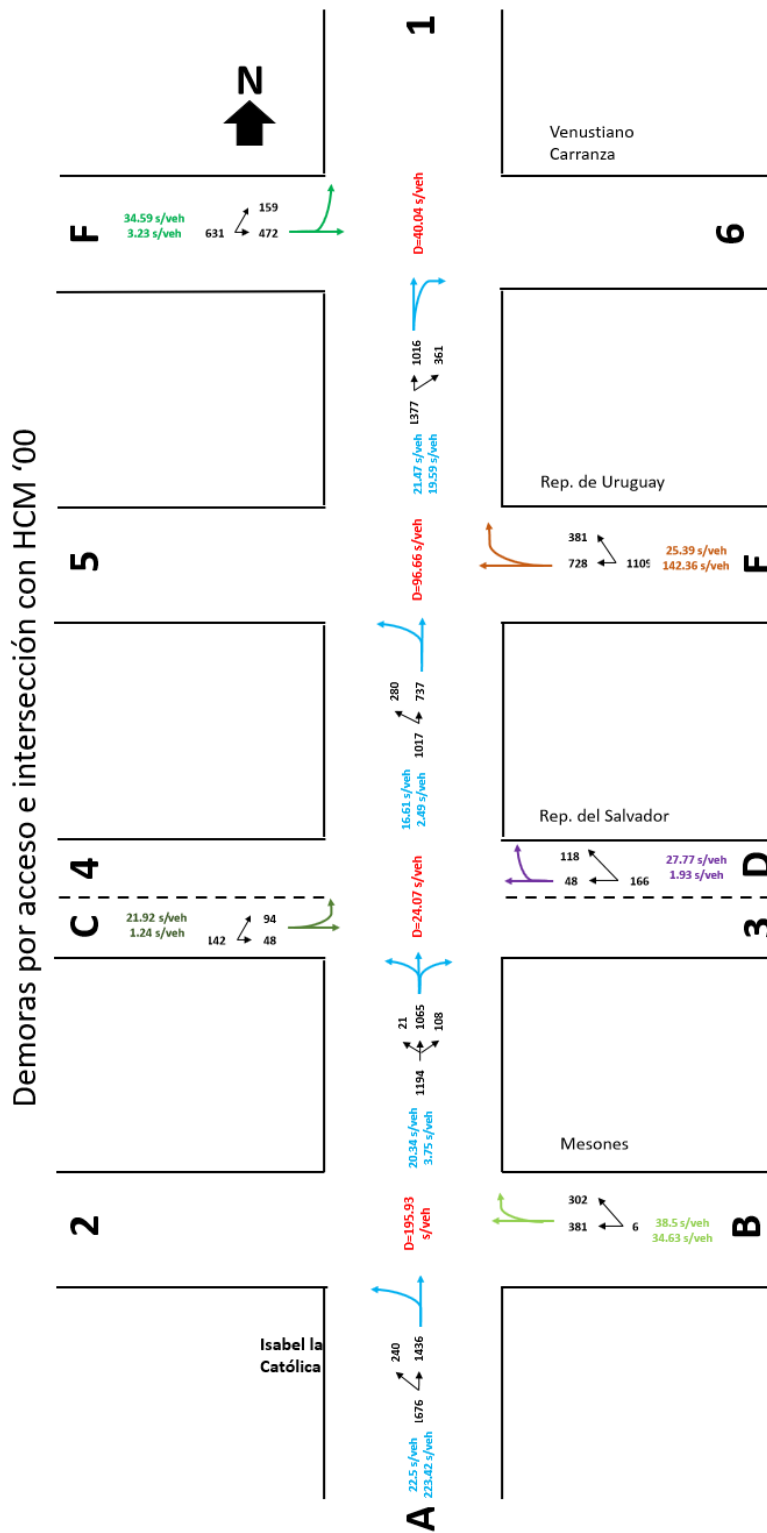 Demoras por acceso e intersección con HCM ‘00
1
N
Venustiano
Carranza
F
34.59 s/veh
3.23 s/veh
631
159
472
D=40.04 s/veh
6
1016
361
1377
21.47 s/veh
19.59 s/veh
Rep. de Uruguay
5
D=96.66 s/veh
381
728
1109
25.39 s/veh
142.36 s/veh
E
280
737
1017
16.61 s/veh
2.49 s/veh
Rep. del Salvador
4
118
48
166
27.77 s/veh
1.93 s/veh
D
C
21.92 s/veh
1.24 s/veh
142
94
48
D=24.07 s/veh
3
21
1065
108
1194
20.34 s/veh
3.75 s/veh
Mesones
2
D=195.93
s/veh
302
381
6
38.5 s/veh
34.63 s/veh
B
Isabel la
Católica
240
1436
1676
22.5 s/veh
223.42 s/veh
A